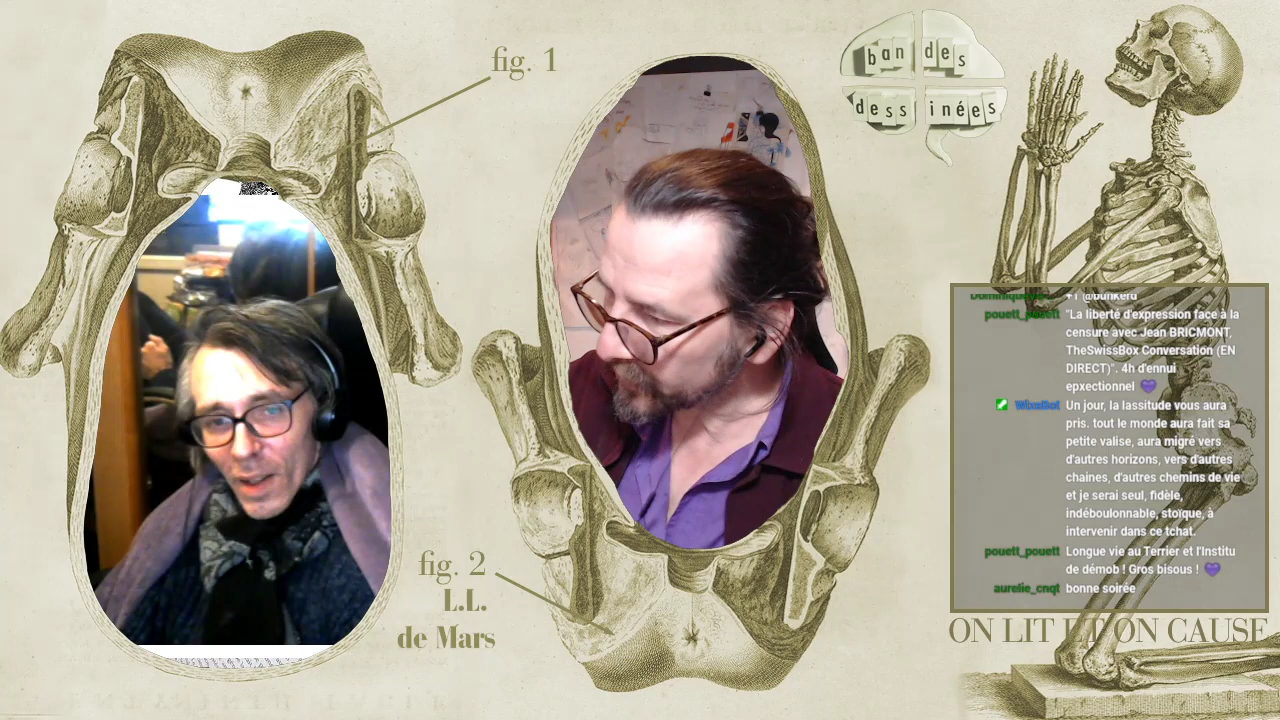 fig. 1
ban des
dess inées
+1 @bunkerd
pouett_pouett "La liberté d'expression face à la
censure avec Jean BRICMONT,
TheSwissBox Conversation (EN
DIRECT)". 4h d'ennui
epxectionnel
WizeBot Un jour, la lassitude vous aura
pris. tout le monde aura fait sa
petite valise, aura migré vers
d'autres horizons, vers d'autres
chaines, d'autres chemins de vie
et je serai seul, fidèle,
indéboulonnable, stoïque, à
intervenir dans ce tchat.
pouett_pouett Longue vie au Terrier et l'Institu
de démob ! Gros bisous !
aurelie_cnqt bonne soirée
fig. 2
L.L.
de Mars
ON LIT ET ON CAUSE